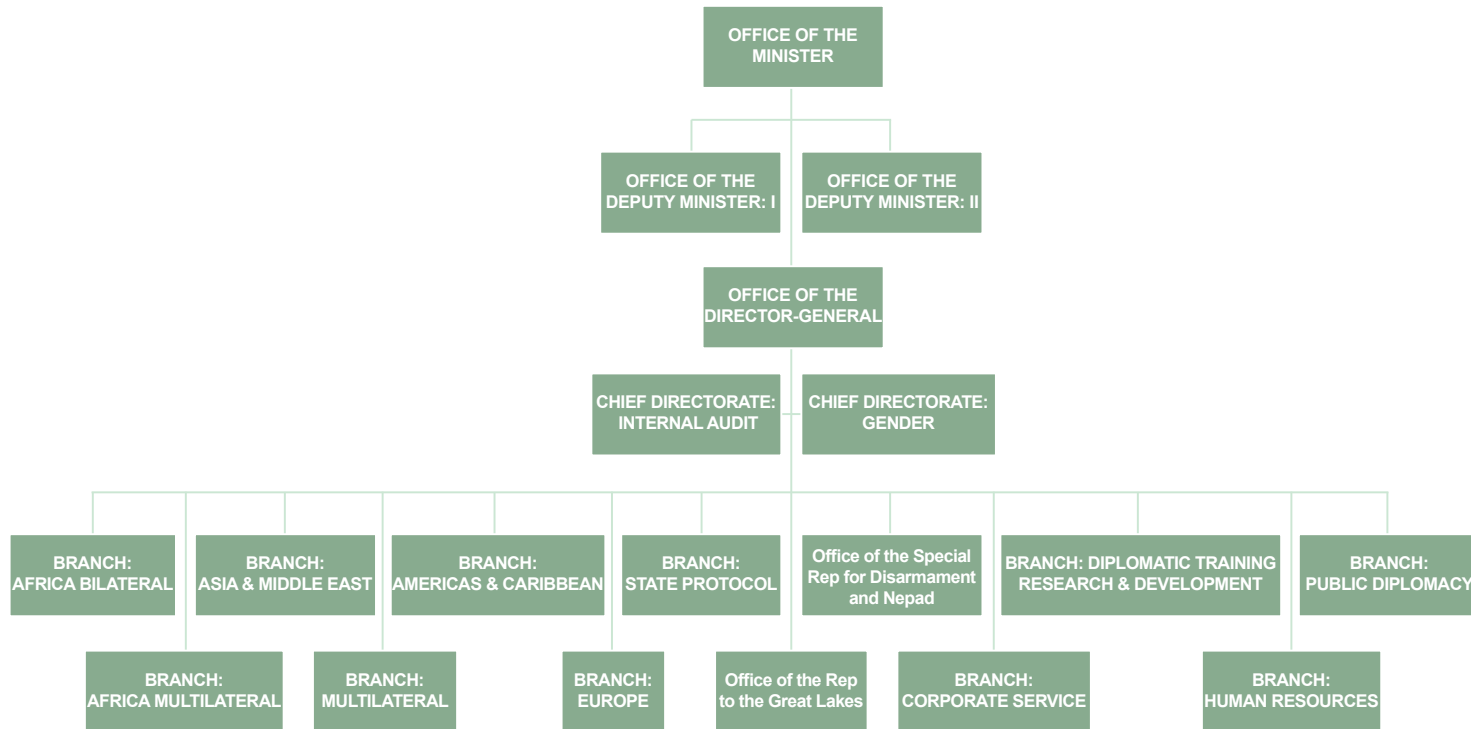 OFFICE OF THE
MINISTER
OFFICE OF THE
DEPUTY MINISTER: I
OFFICE OF THE
DEPUTY MINISTER: II
OFFICE OF THE
DIRECTOR-GENERAL
CHIEF DIRECTORATE:
INTERNAL AUDIT
CHIEF DIRECTORATE:
GENDER
BRANCH:
AFRICA BILATERAL
BRANCH:
ASIA & MIDDLE EAST
BRANCH:
AMERICAS & CARIBBEAN
BRANCH:
STATE PROTOCOL
Office of the Special
Rep for Disarmament
and Nepad
BRANCH: DIPLOMATIC TRAINING
RESEARCH & DEVELOPMENT
BRANCH:
PUBLIC DIPLOMACY
BRANCH:
AFRICA MULTILATERAL
BRANCH:
MULTILATERAL
BRANCH:
EUROPE
Office of the Rep
to the Great Lakes
BRANCH:
CORPORATE SERVICE
BRANCH:
HUMAN RESOURCES